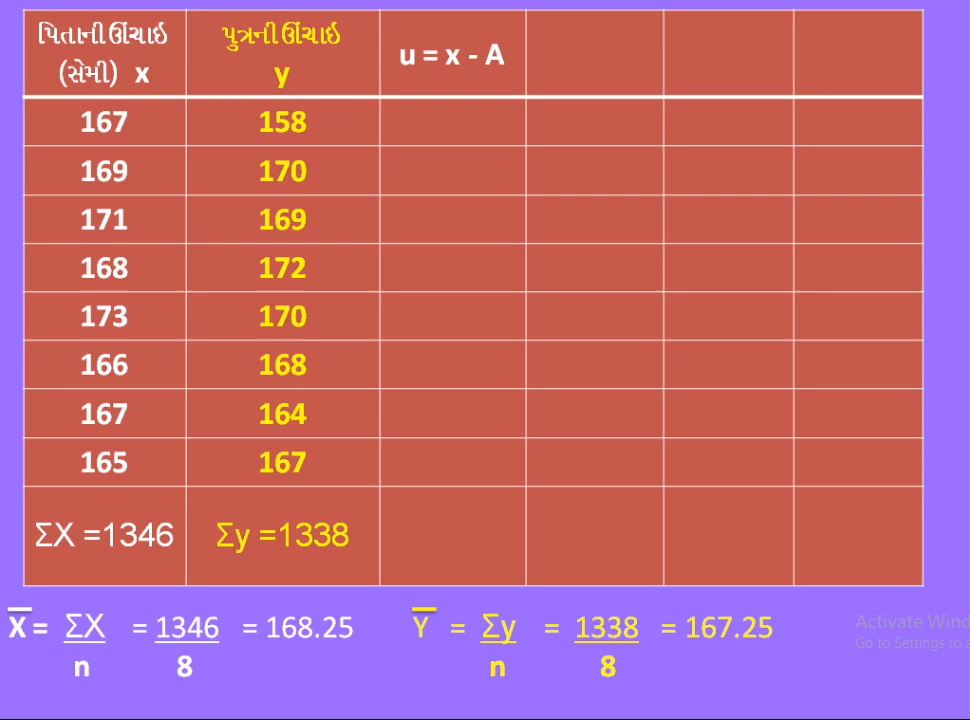 પિતાની ઊંચાઇ પુત્રની ઊંચાઇ u = x - A
(સેમી) x y
167 158
169 170
171 169
168 172
173 170
166 168
167 164
165 167
ΣX =1346 Σy =1338
X̅ = ΣX = 1346 = 168.25 Y̅ = Σy = 1338 = 167.25
n 8 n 8
Activate Wind
Go to Settings to a